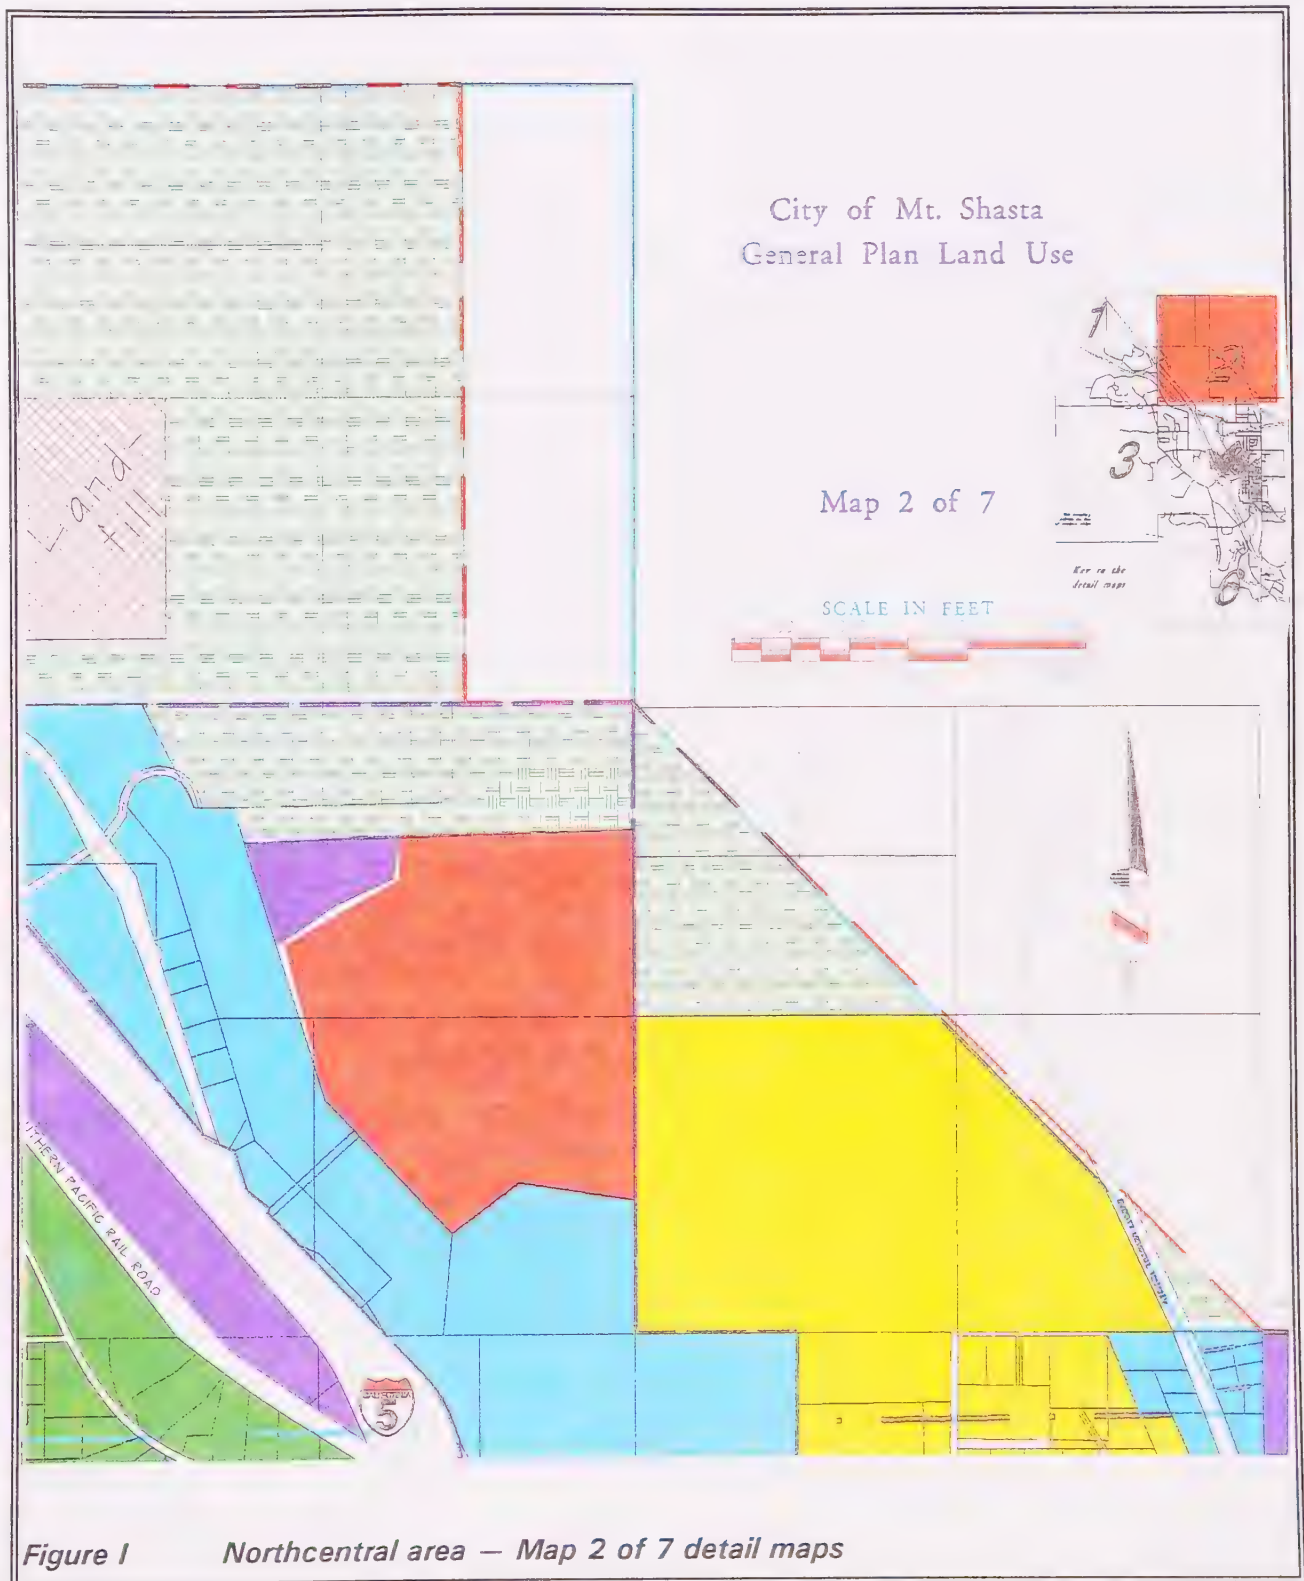 City of Mt. Shasta
General Plan Land Use
1
3
Map 2 of 7
Key to the
detail maps
6
SCALE IN FEET
Land-
fill
THERN PACIFIC RAIL ROAD
CALIFORNIA
5
Figure I Northcentral area — Map 2 of 7 detail maps